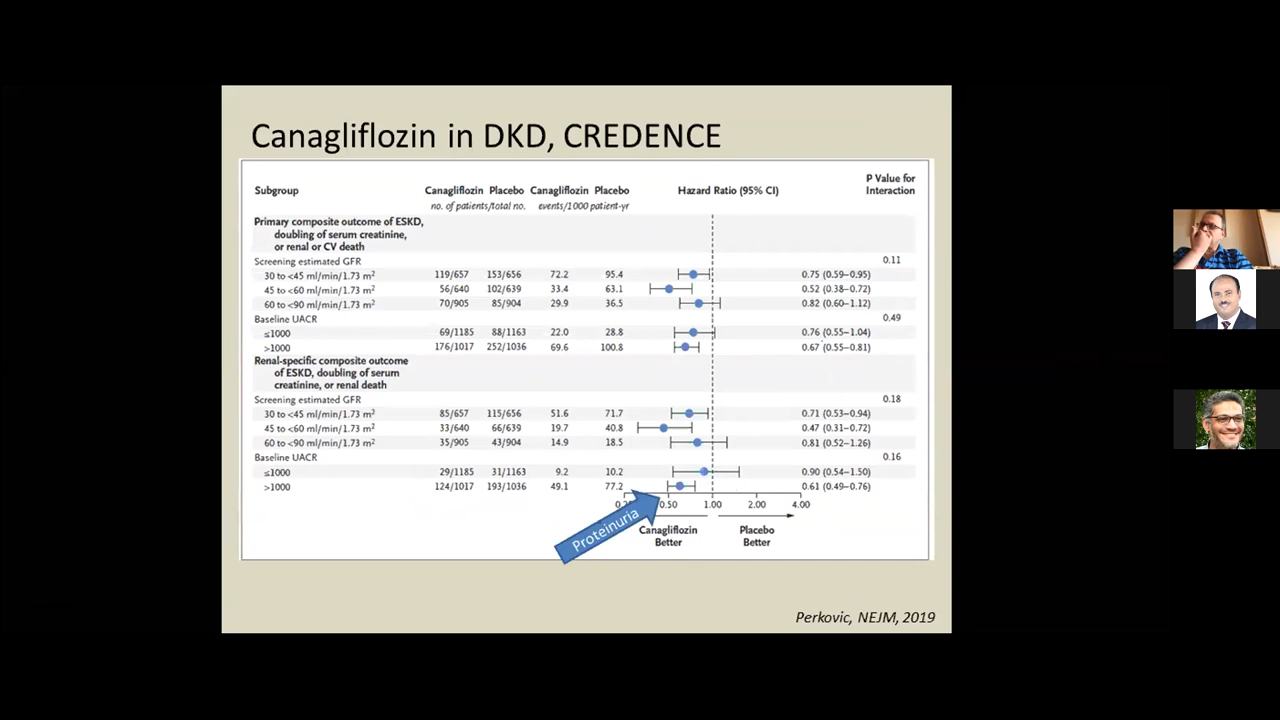 Canagliflozin in DKD, CREDENCE
Subgroup Canagliflozin Placebo Canagliflozin Placebo Hazard Ratio (95% CI) P Value for Interaction
no. of patients/total no. events/1000 patient-yr
Primary composite outcome of ESKD,
doubling of serum creatinine,
or renal or CV death
Screening estimated GFR 0.11
30 to <45 ml/min/1.73 m² 119/657 153/656 72.2 95.4 0.75 (0.59–0.95)
45 to <60 ml/min/1.73 m² 56/640 102/639 33.4 63.1 0.52 (0.38–0.72)
60 to <90 ml/min/1.73 m² 70/905 85/904 29.9 36.5 0.82 (0.60–1.12)
Baseline UACR 0.49
≤1000 69/1185 88/1163 22.0 28.8 0.76 (0.55–1.04)
>1000 176/1017 252/1036 69.6 100.8 0.67 (0.55–0.81)
Renal-specific composite outcome
of ESKD, doubling of serum
creatinine, or renal death
Screening estimated GFR 0.18
30 to <45 ml/min/1.73 m² 85/657 115/656 51.6 71.7 0.71 (0.53–0.94)
45 to <60 ml/min/1.73 m² 33/640 66/639 19.7 40.8 0.47 (0.31–0.72)
60 to <90 ml/min/1.73 m² 35/905 43/904 14.9 18.5 0.81 (0.52–1.26)
Baseline UACR 0.16
≤1000 29/1185 31/1163 9.2 10.2 0.90 (0.54–1.50)
>1000 124/1017 193/1036 49.1 77.2 0.61 (0.49–0.76)
1.00 2.00 4.00
Proteinuria
Canagliflozin Better Placebo Better
Perkovic, NEJM, 2019